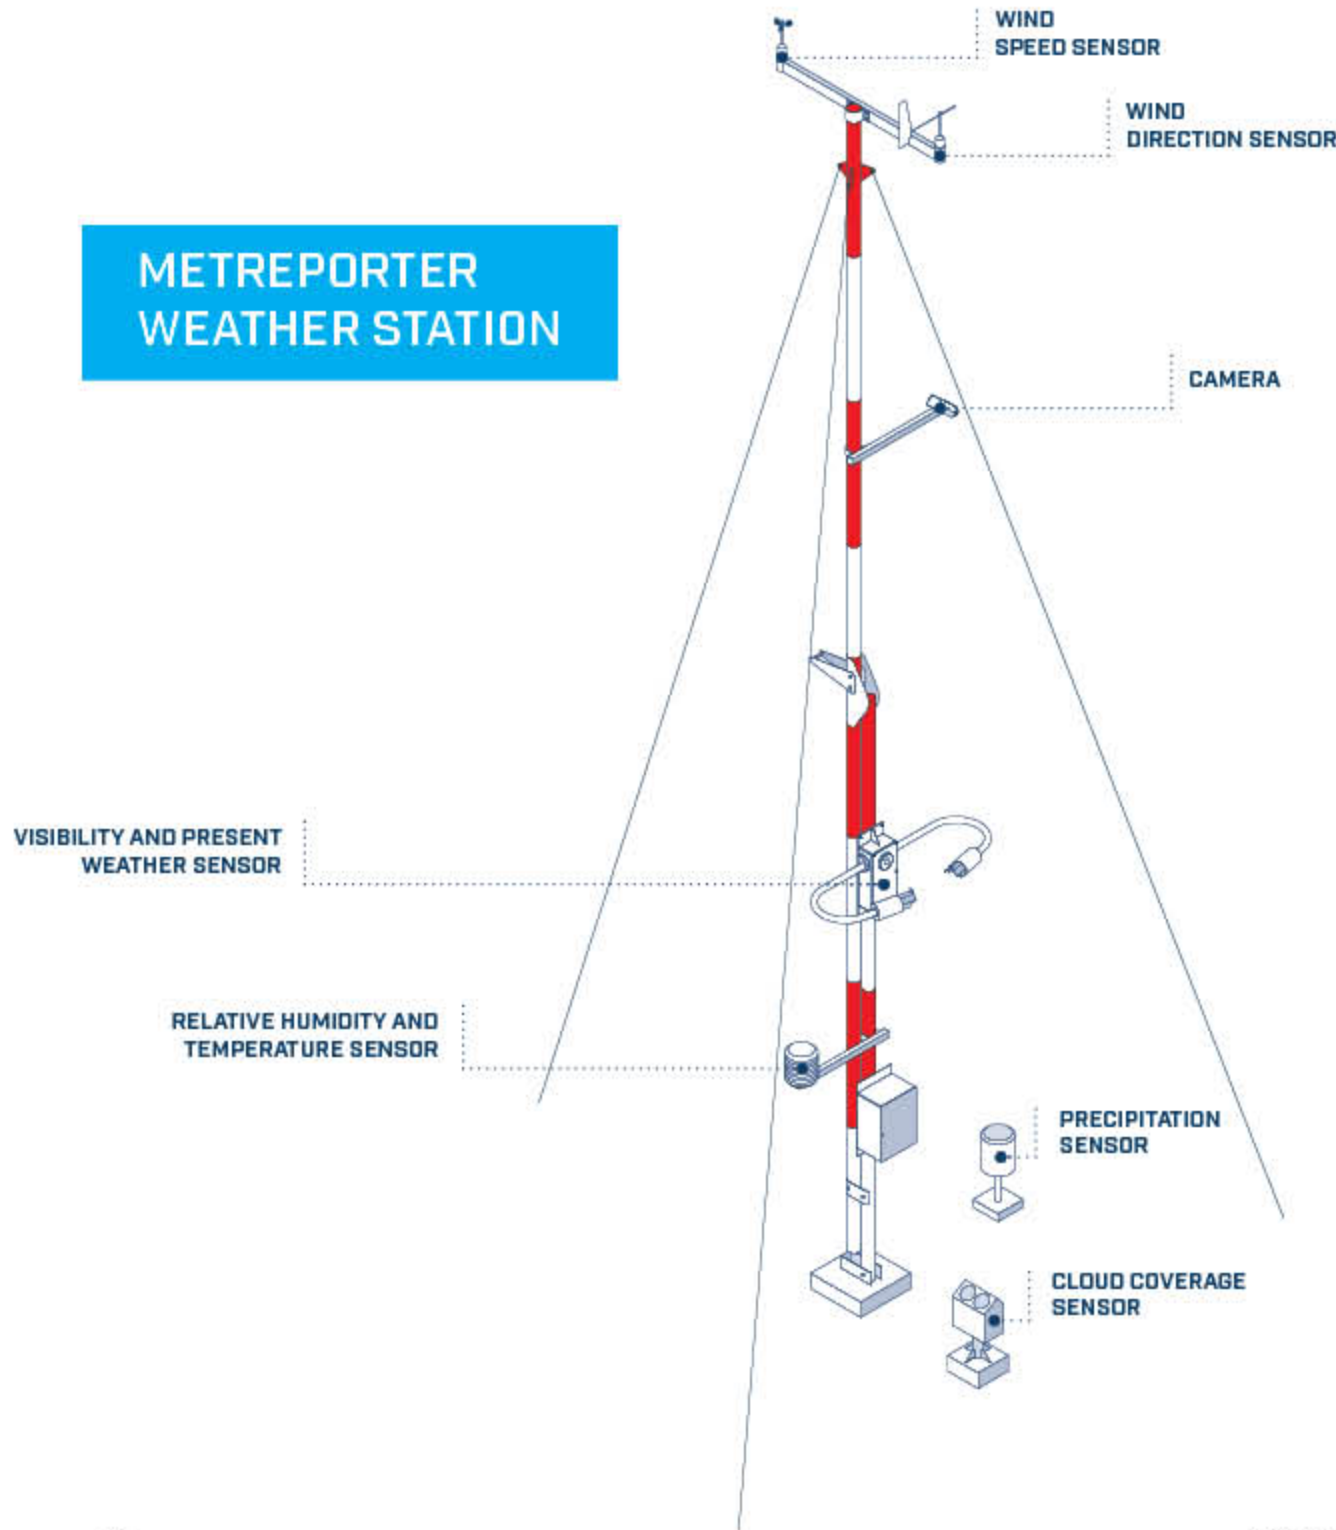 WIND
SPEED SENSOR
WIND
DIRECTION SENSOR
METREPORTER
WEATHER STATION
CAMERA
VISIBILITY AND PRESENT
WEATHER SENSOR
RELATIVE HUMIDITY AND
TEMPERATURE SENSOR
PRECIPITATION
SENSOR
CLOUD COVERAGE
SENSOR